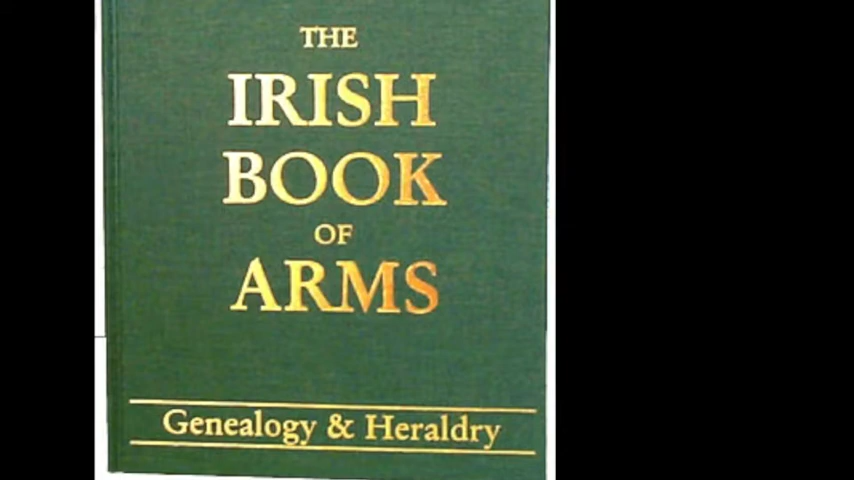 THE
IRISH
BOOK
OF
ARMS
Genealogy & Heraldry